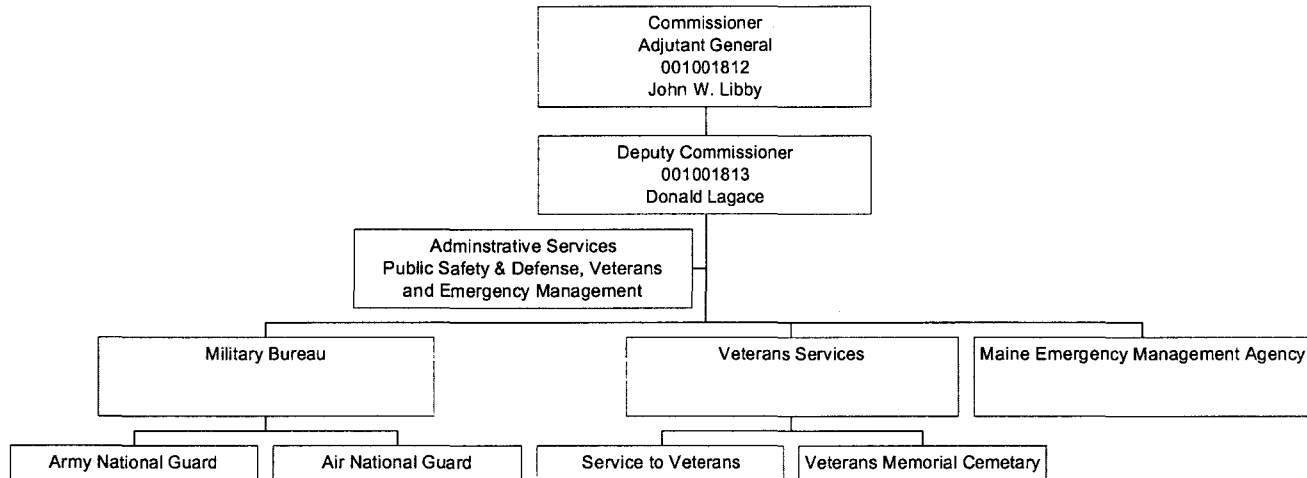 Commissioner
Adjutant General
001001812
John W. Libby
Deputy Commissioner
001001813
Donald Lagace
Adminstrative Services
Public Safety & Defense, Veterans
and Emergency Management
Military Bureau
Veterans Services
Maine Emergency Management Agency
Army National Guard
Air National Guard
Service to Veterans
Veterans Memorial Cemetary